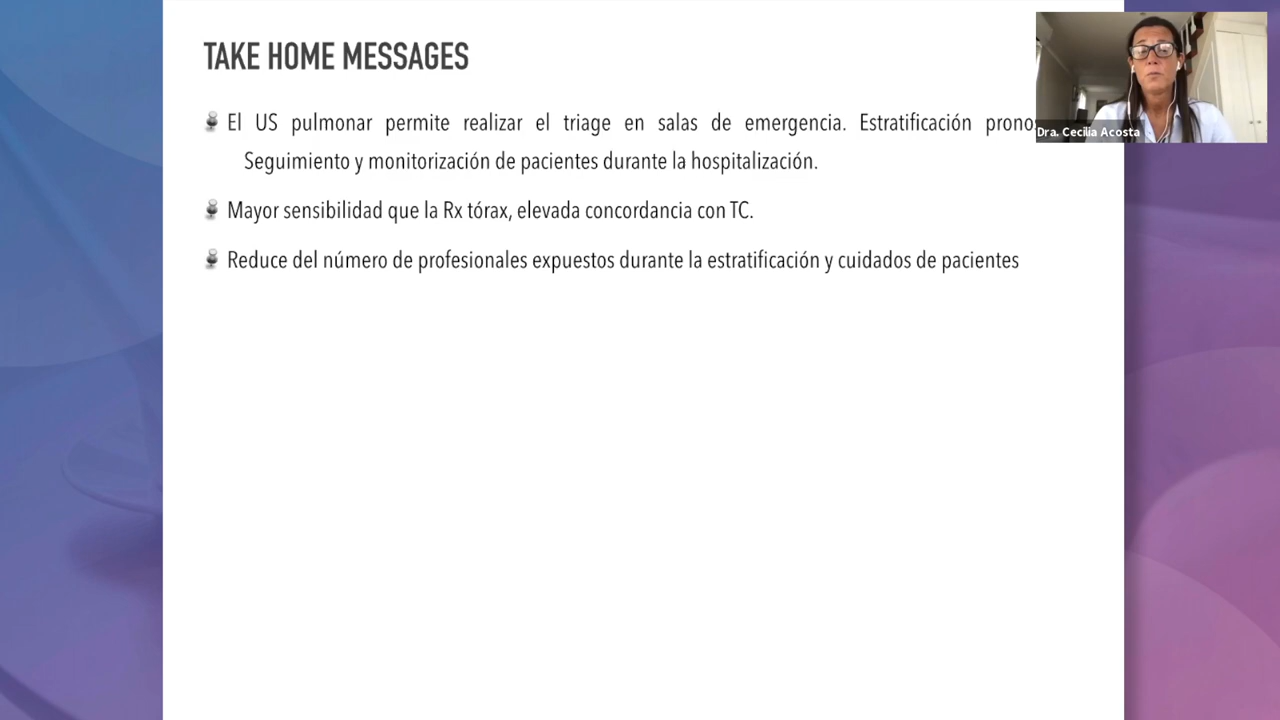 TAKE HOME MESSAGES
El US pulmonar permite realizar el triage en salas de emergencia. Estratificación
Seguimiento y monitorización de pacientes durante la hospitalización.
Mayor sensibilidad que la Rx tórax, elevada concordancia con TC.
Reduce del número de profesionales expuestos durante la estratificación y cuidados de pacientes
Dra. Cecilia Acosta